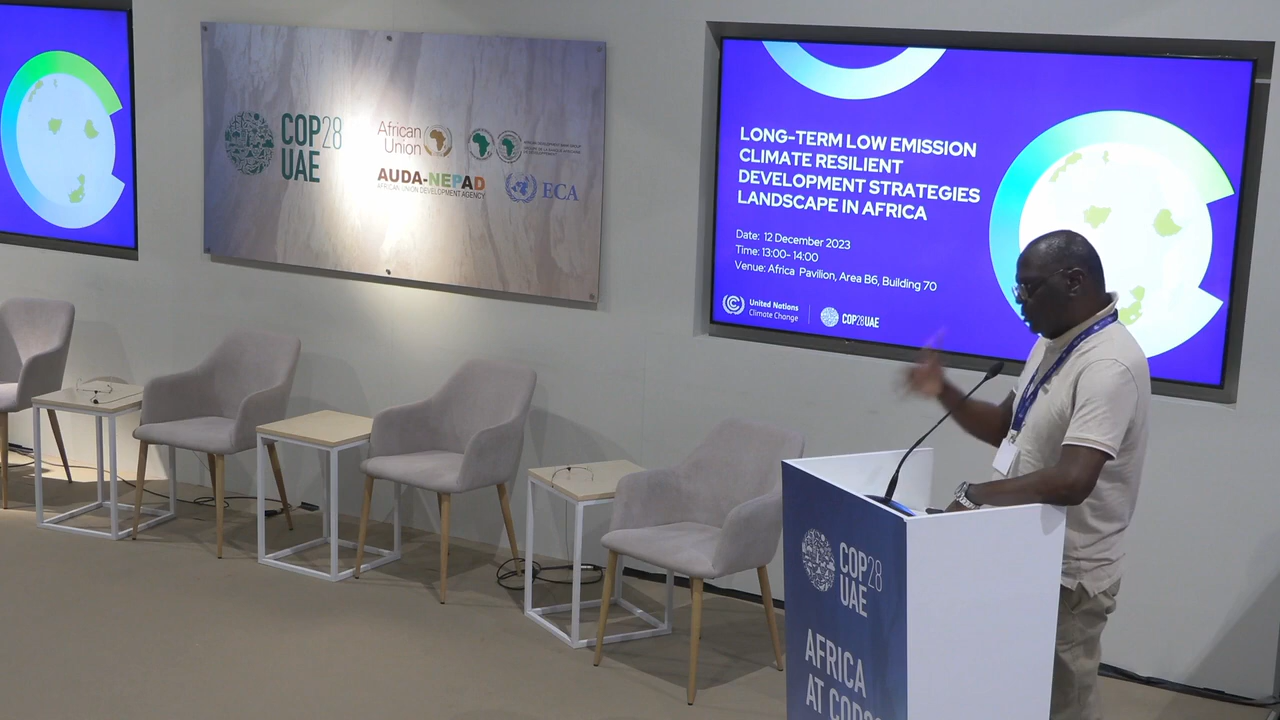 COP28
UAE
African
Union
AUDA-NEPAD
AFRICAN UNION DEVELOPMENT AGENCY
ECA
LONG-TERM LOW EMISSION
CLIMATE RESILIENT
DEVELOPMENT STRATEGIES
LANDSCAPE IN AFRICA
Date: 12 December 2023
Time: 13:00- 14:00
Venue: Africa Pavilion, Area B6, Building 70
United Nations
Climate Change
COP28UAE
COP28
UAE
AFRICA
AT